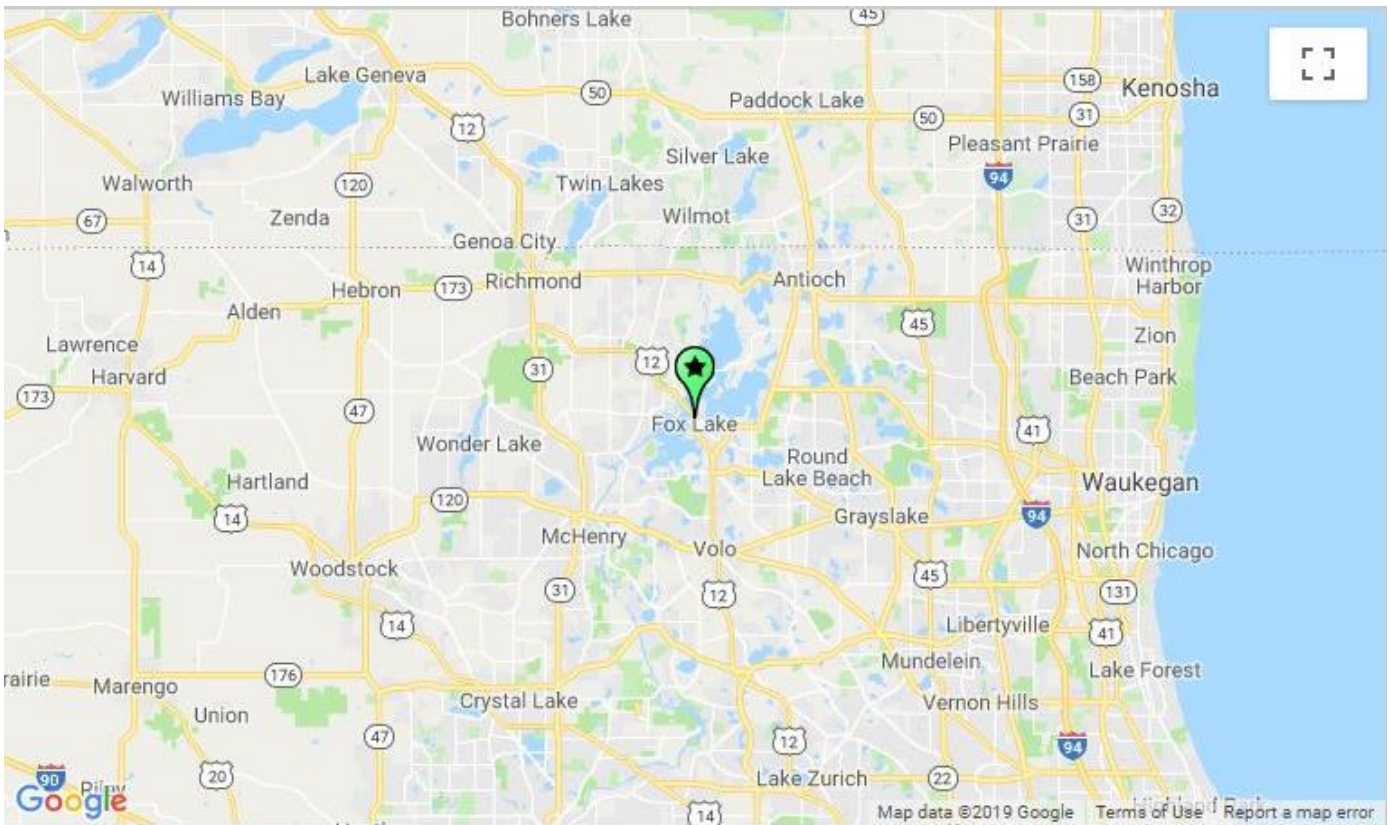 Bohners Lake
45
Lake Geneva
Williams Bay
50
158
Kenosha
Paddock Lake
31
50
12
Pleasant Prairie
Silver Lake
94
Walworth
120
Twin Lakes
Zenda
67
Wilmot
31
32
Genoa City
14
Winthrop
Harbor
Hebron
173
Richmond
Antioch
Alden
45
Zion
Lawrence
12
Harvard
31
Beach Park
173
47
Fox Lake
41
Wonder Lake
Round
Lake Beach
Hartland
Waukegan
120
14
Grayslake
94
McHenry
Volo
North Chicago
Woodstock
45
31
12
131
14
Libertyville
41
Mundelein
Lake Forest
rairie
Marengo
176
Crystal Lake
Vernon Hills
Union
47
12
94
90
20
Lake Zurich
22
Google
14
Map data ©2019 Google
Terms of Use
Report a map error